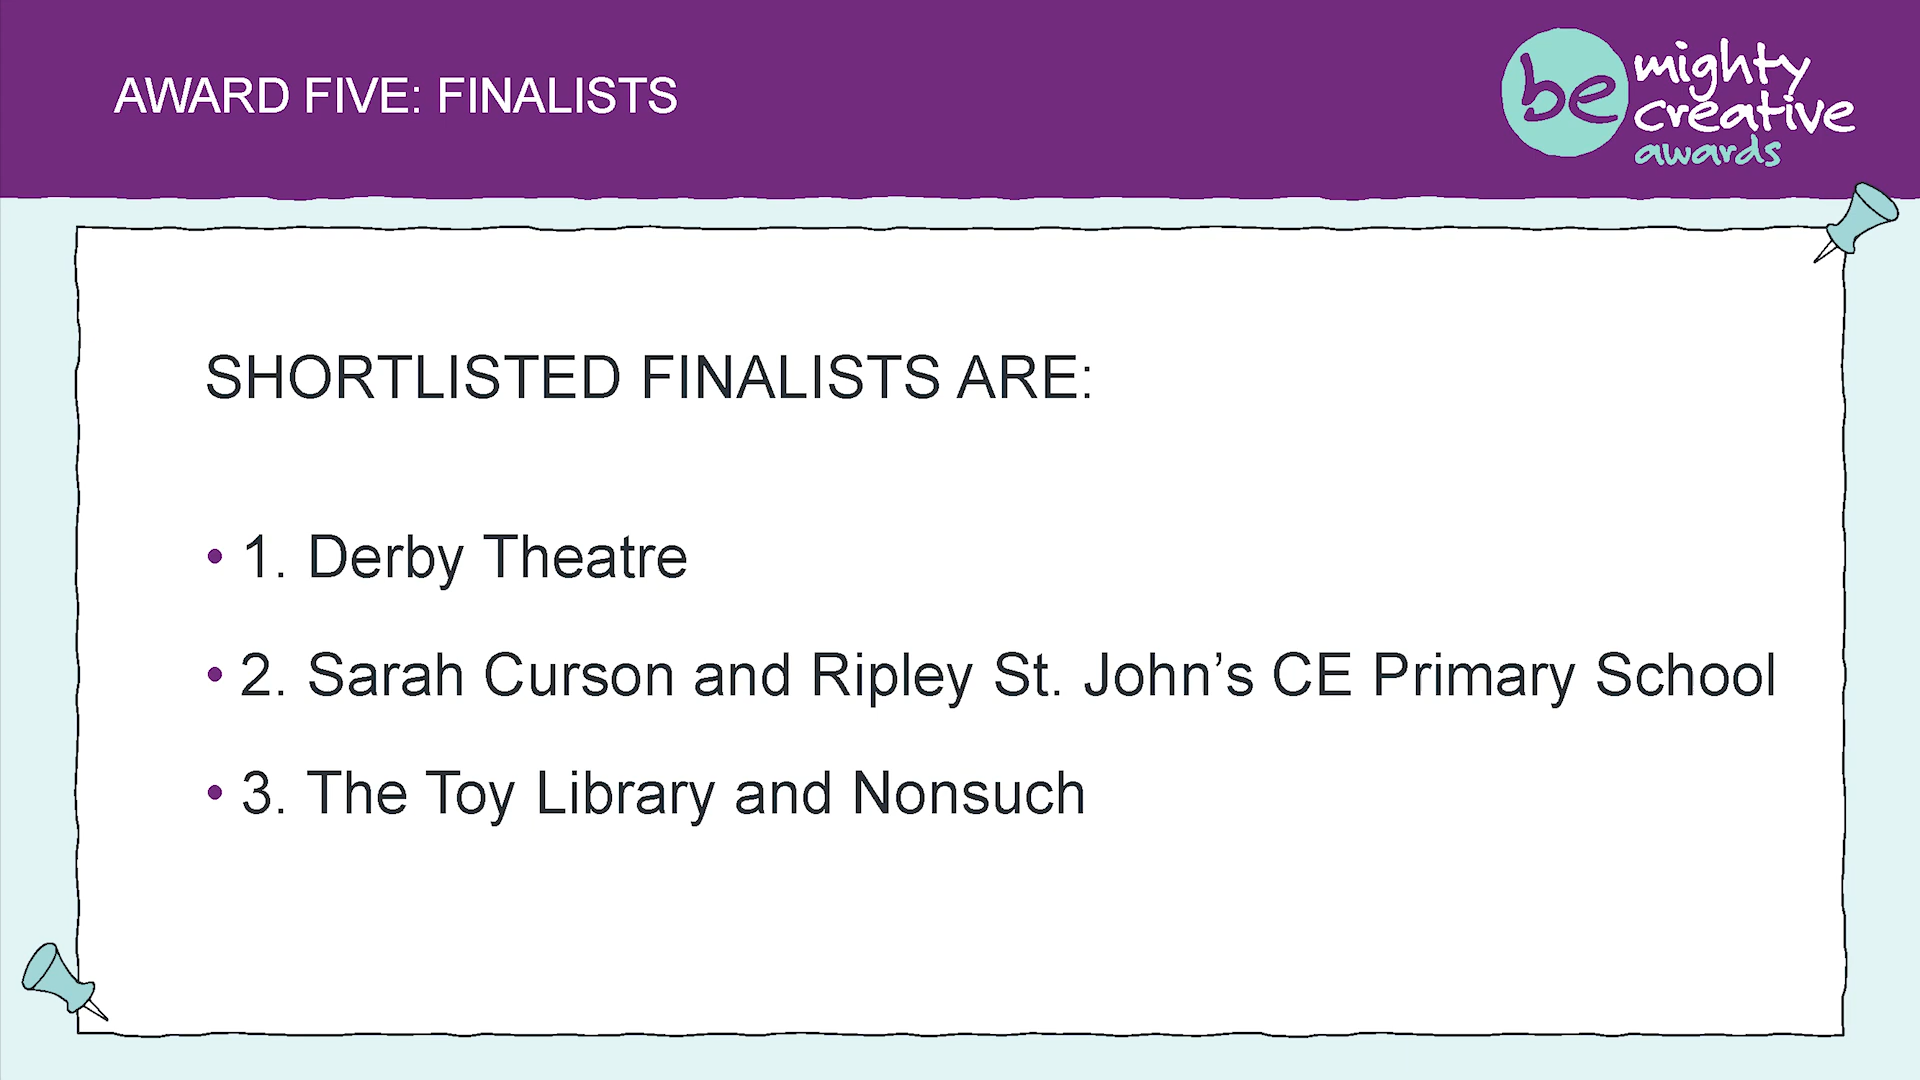 AWARD FIVE: FINALISTS
be mighty
creative
awards
SHORTLISTED FINALISTS ARE:
• 1. Derby Theatre
• 2. Sarah Curson and Ripley St. John’s CE Primary School
• 3. The Toy Library and Nonsuch